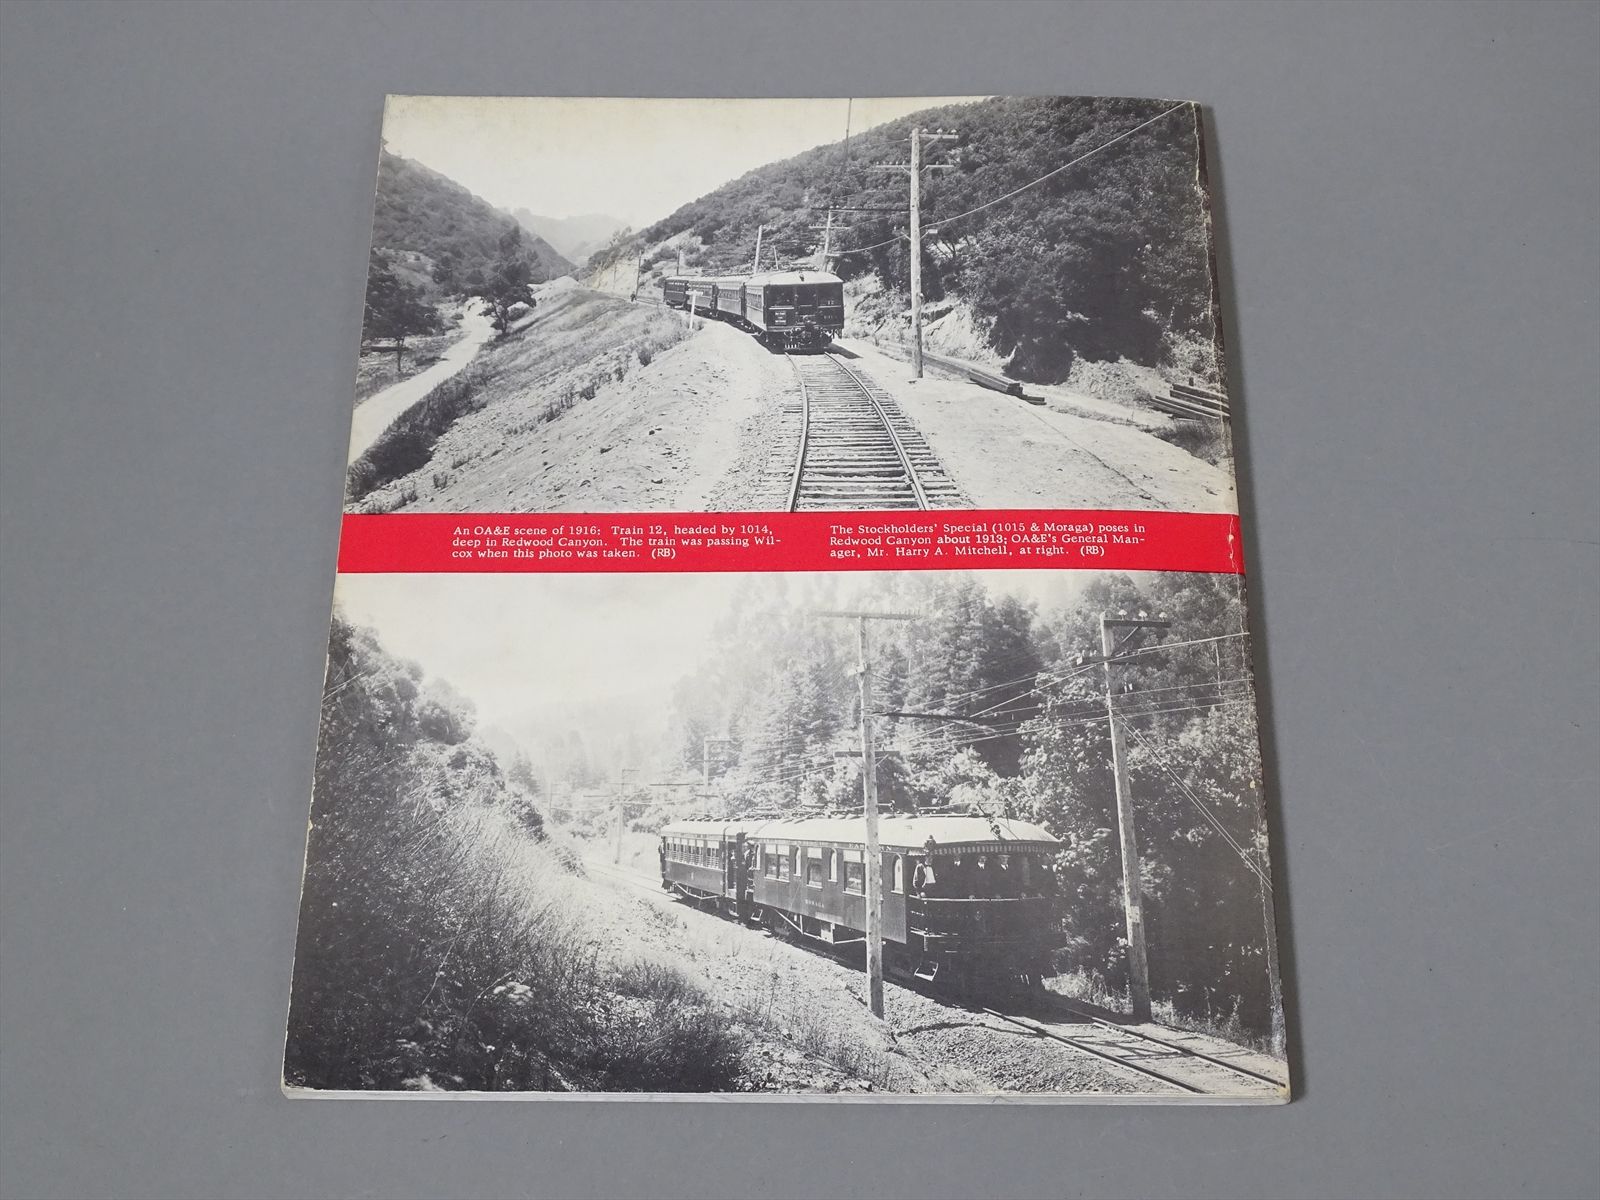 An OA&E scene of 1916: Train 12, headed by 1014,
deep in Redwood Canyon. The train was passing Wil-
cox when this photo was taken. (RB)
The Stockholders' Special (1015 & Moraga) poses in
Redwood Canyon about 1913; OA&E's General Man-
ager, Mr. Harry A. Mitchell, at right. (RB)
EASTERN
MORAGA